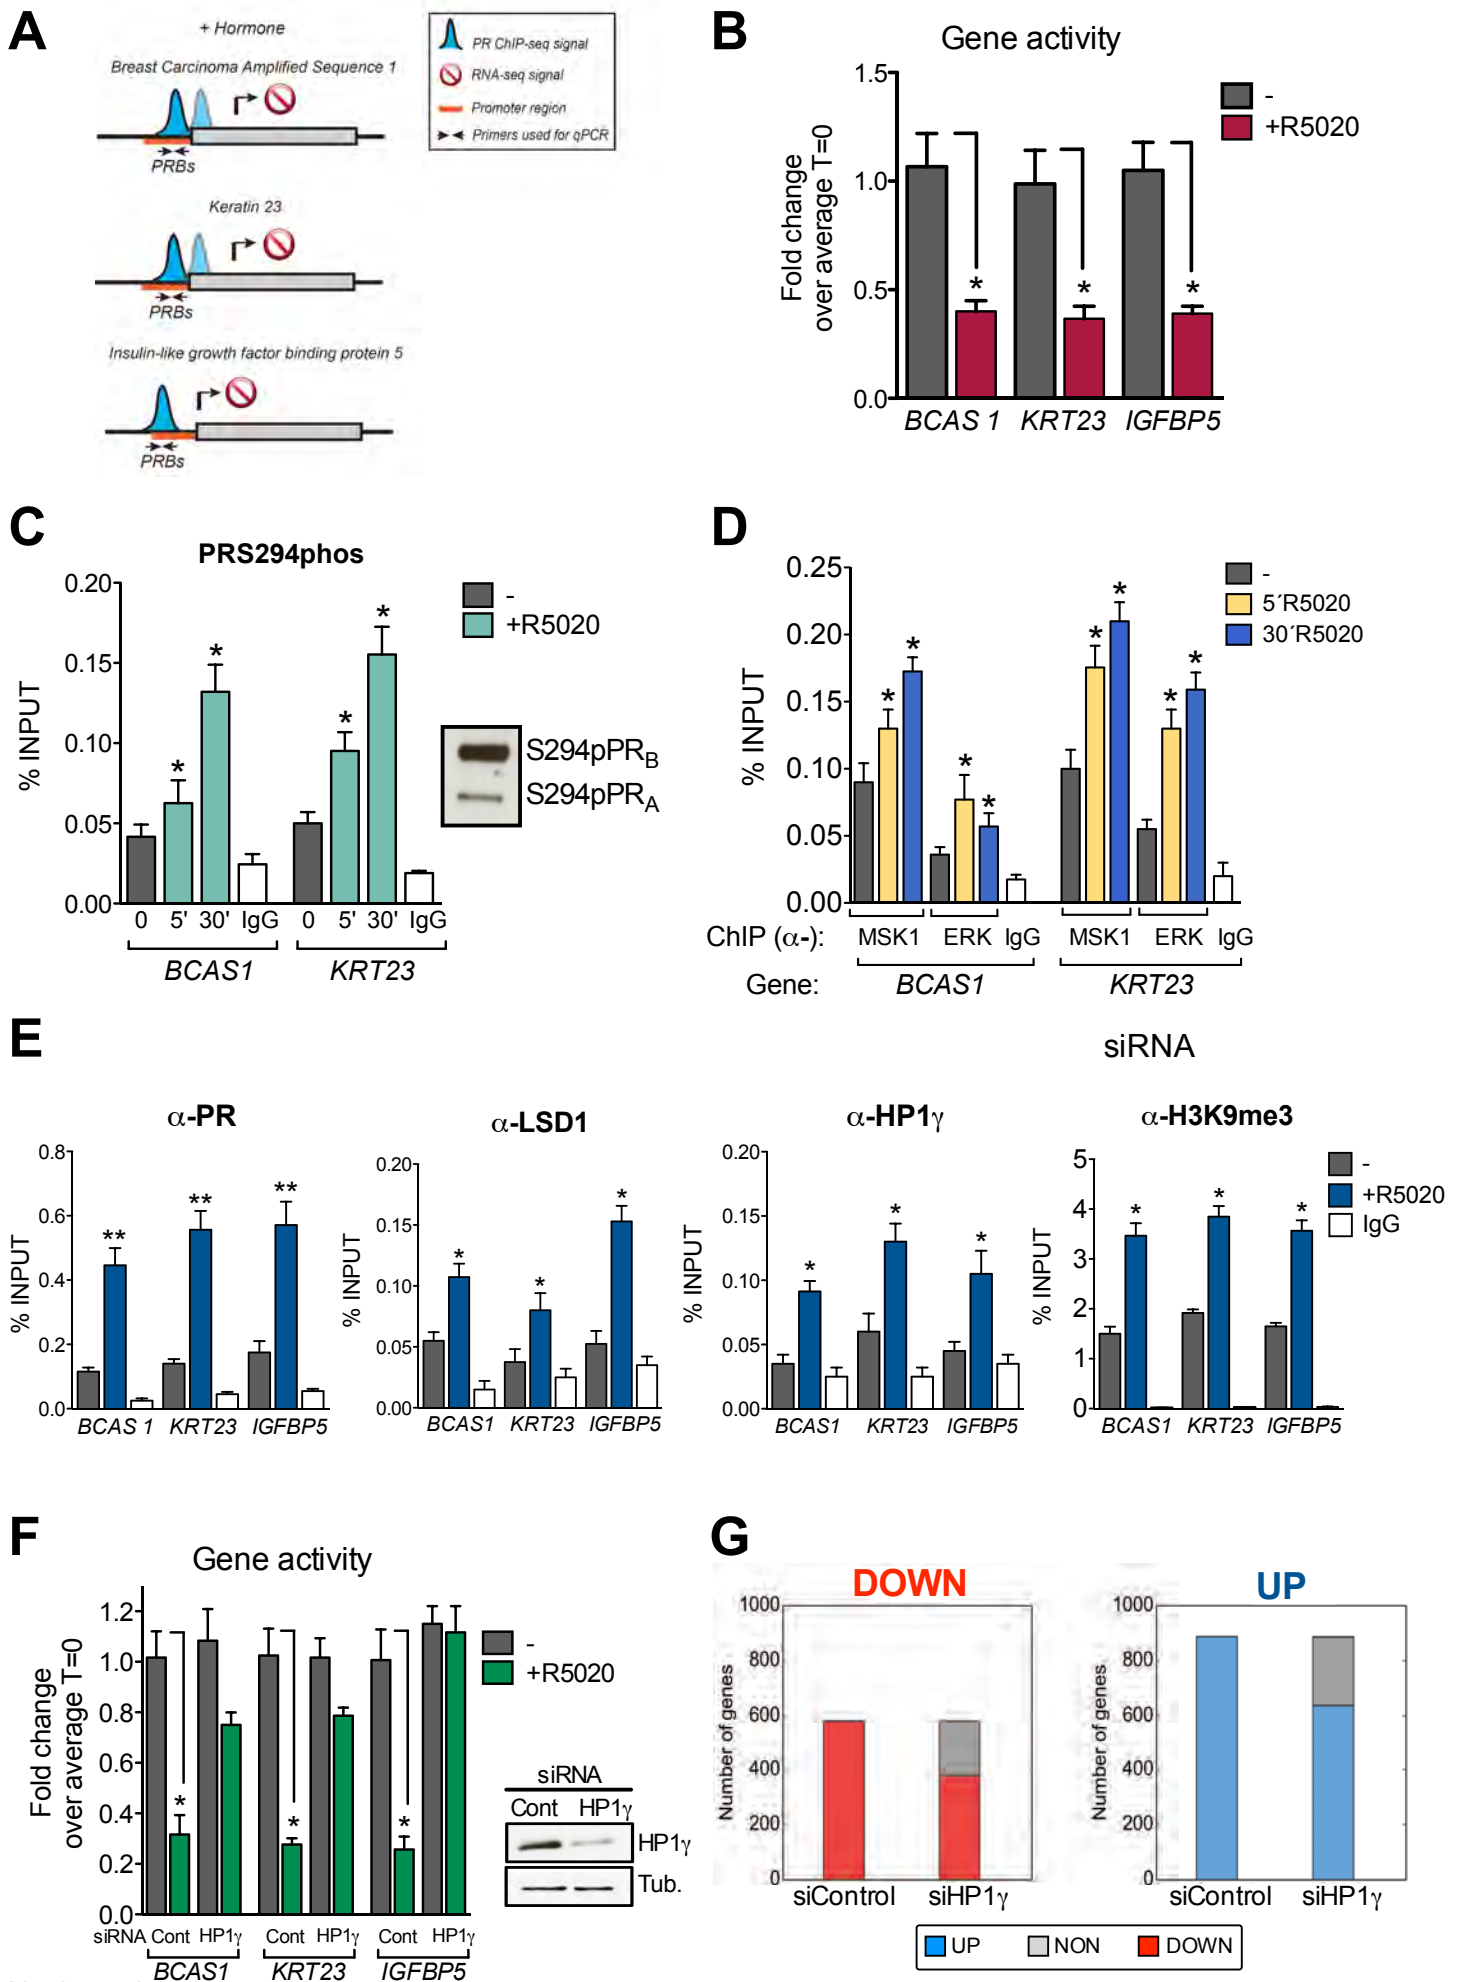 A
+ Hormone
Breast Carcinoma Amplified Sequence 1
PRBs
Keratin 23
PRBs
Insulin-like growth factor binding protein 5
PRBs
PR ChIP-seq signal
RNA-seq signal
Promoter region
Primers used for qPCR
B
Gene activity
Fold change
over average T=0
1.5
1.0
0.5
0.0
-
+R5020
* * *
BCAS 1 KRT23 IGFBP5
C
PRS294phos
% INPUT
0.20
0.15
0.10
0.05
0.00
-
+R5020
* * * *
S294pPRB
S294pPRA
0 5' 30' IgG 0 5' 30' IgG
BCAS1 KRT23
D
% INPUT
0.25
0.20
0.15
0.10
0.05
0.00
-
5´R5020
30´R5020
* * * * * * * *
ChIP (α-): MSK1 ERK IgG MSK1 ERK IgG
Gene: BCAS1 KRT23
E
siRNA
α-PR
% INPUT
0.8
0.6
0.4
0.2
0.0
** ** **
BCAS 1 KRT23 IGFBP5
α-LSD1
% INPUT
0.20
0.15
0.10
0.05
0.00
* * *
BCAS1 KRT23 IGFBP5
α-HP1γ
% INPUT
0.20
0.15
0.10
0.05
0.00
* * *
BCAS1 KRT23 IGFBP5
α-H3K9me3
% INPUT
5
4
3
2
1
0
* * *
BCAS1 KRT23 IGFBP5
-
+R5020
IgG
F
Gene activity
Fold change
over average T=0
1.2
1.0
0.8
0.6
0.4
0.2
0.0
-
+R5020
* * *
siRNA Cont HP1γ Cont HP1γ Cont HP1γ
BCAS1 KRT23 IGFBP5
siRNA
Cont HP1γ
HP1γ
Tub.
G
DOWN
Number of genes
1000
800
600
400
200
0
siControl siHP1γ
UP
Number of genes
1000
800
600
400
200
0
siControl siHP1γ
UP NON DOWN